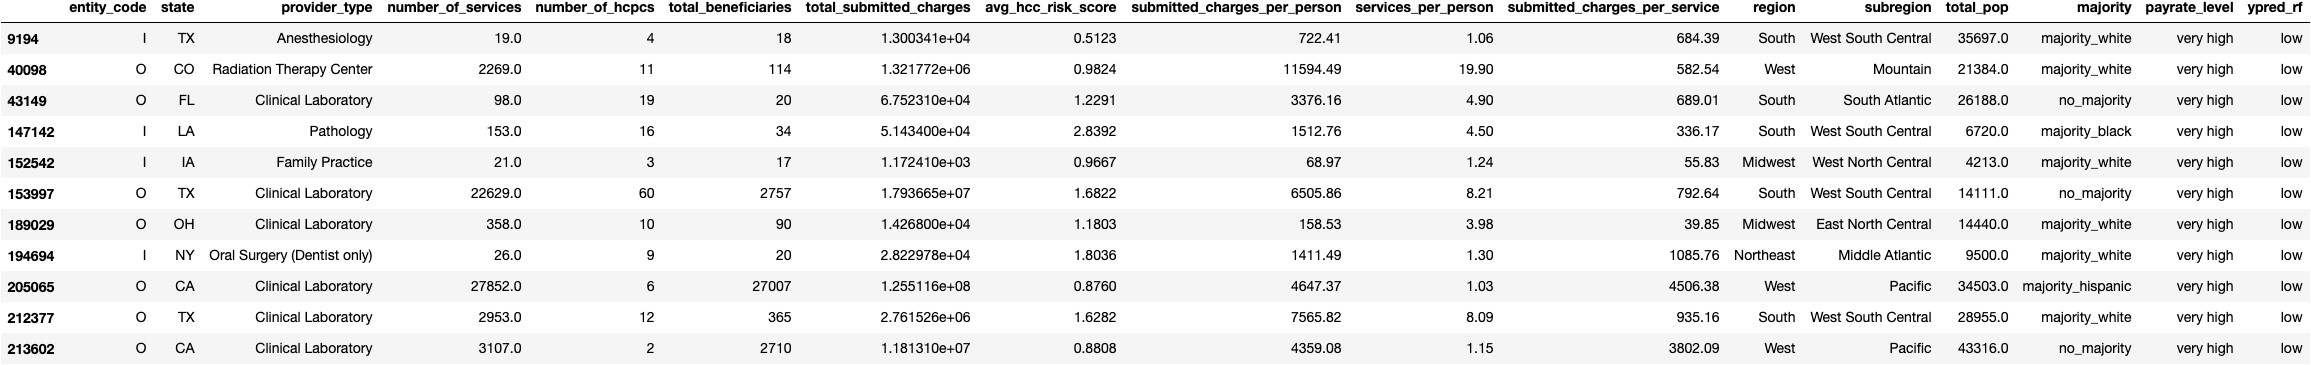 entity_code state provider_type number_of_services number_of_hcpcs total_beneficiaries total_submitted_charges avg_hcc_risk_score submitted_charges_per_person services_per_person submitted_charges_per_service region subregion total_pop majority payrate_level ypred_rf
9194 I TX Anesthesiology 19.0 4 18 1.300341e+04 0.5123 722.41 1.06 684.39 South West South Central 35697.0 majority_white very high low
40098 O CO Radiation Therapy Center 2269.0 11 114 1.321772e+06 0.9824 11594.49 19.90 582.54 West Mountain 21384.0 majority_white very high low
43149 O FL Clinical Laboratory 98.0 19 20 6.752310e+04 1.2291 3376.16 4.90 689.01 South South Atlantic 26188.0 no_majority very high low
147142 I LA Pathology 153.0 16 34 5.143400e+04 2.8392 1512.76 4.50 336.17 South West South Central 6720.0 majority_black very high low
152542 I IA Family Practice 21.0 3 17 1.172410e+03 0.9667 68.97 1.24 55.83 Midwest West North Central 4213.0 majority_white very high low
153997 O TX Clinical Laboratory 22629.0 60 2757 1.793665e+07 1.6822 6505.86 8.21 792.64 South West South Central 14111.0 no_majority very high low
189029 O OH Clinical Laboratory 358.0 10 90 1.426800e+04 1.1803 158.53 3.98 39.85 Midwest East North Central 14440.0 majority_white very high low
194694 I NY Oral Surgery (Dentist only) 26.0 9 20 2.822978e+04 1.8036 1411.49 1.30 1085.76 Northeast Middle Atlantic 9500.0 majority_white very high low
205065 O CA Clinical Laboratory 27852.0 6 27007 1.255116e+08 0.8760 4647.37 1.03 4506.38 West Pacific 34503.0 majority_hispanic very high low
212377 O TX Clinical Laboratory 2953.0 12 365 2.761526e+06 1.6282 7565.82 8.09 935.16 South West South Central 28955.0 majority_white very high low
213602 O CA Clinical Laboratory 3107.0 2 2710 1.181310e+07 0.8808 4359.08 1.15 3802.09 West Pacific 43316.0 no_majority very high low